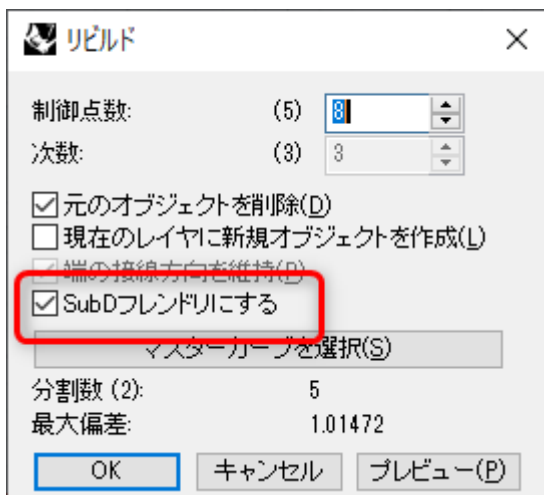 リビルド
制御点数: (5) 8
次数: (3) 3
元のオブジェクトを削除(D)
現在のレイヤに新規オブジェクトを作成(L)
端の接線方向を維持(P)
SubDフレンドリにする
マスターカーブを選択(S)
分割数 (2): 5
最大偏差: 1.01472
OK キャンセル プレビュー(P)